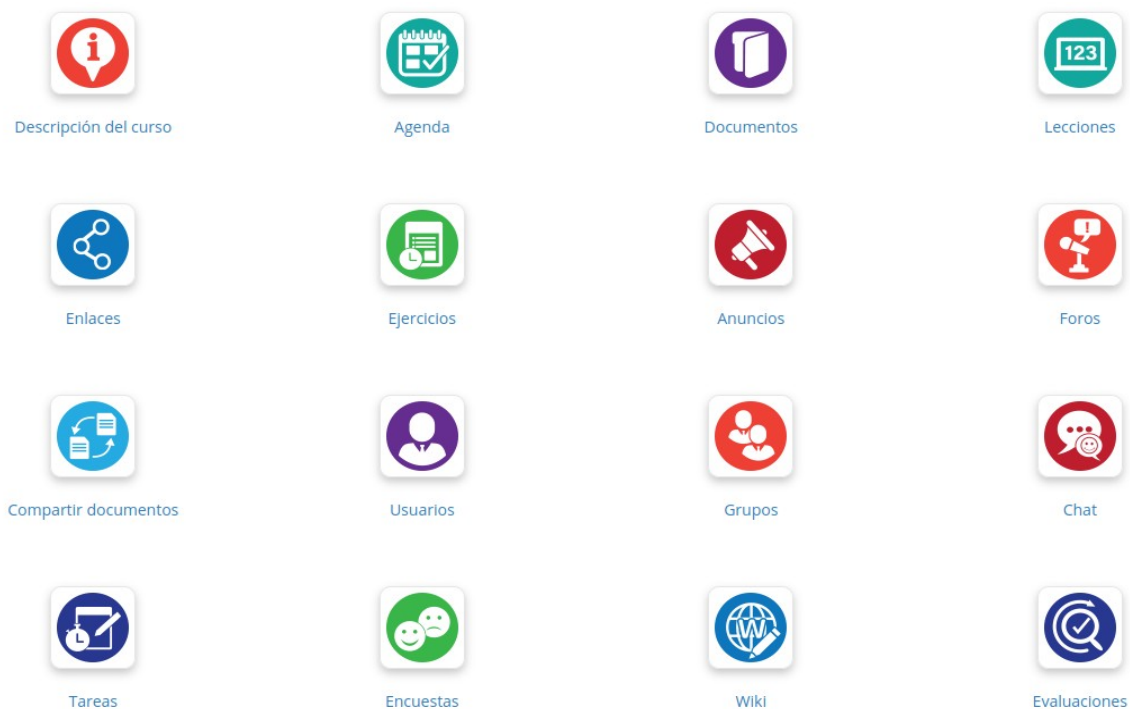 i
123
Descripción del curso
Agenda
Documentos
Lecciones
!
Enlaces
Ejercicios
Anuncios
Foros
Compartir documentos
Usuarios
Grupos
Chat
W
Tareas
Encuestas
Wiki
Evaluaciones